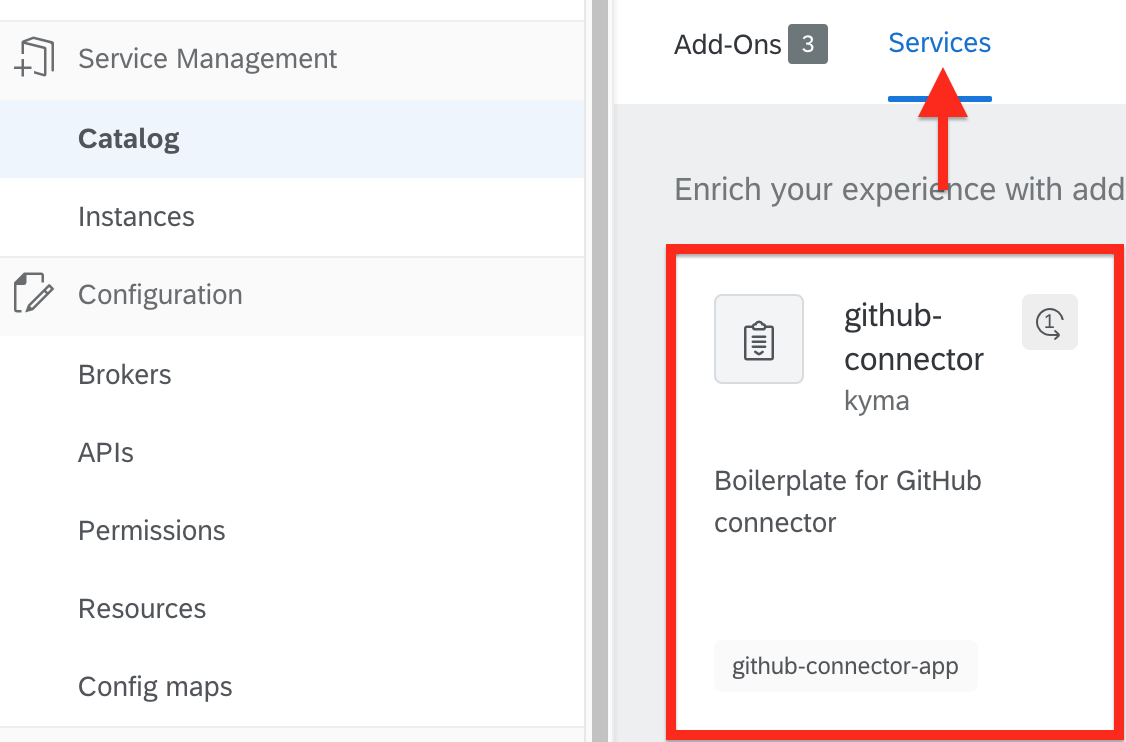 Service Management
Catalog
Instances
Configuration
Brokers
APIs
Permissions
Resources
Config maps
Add-Ons 3 Services
Enrich your experience with add
github-
connector
kyma
1
Boilerplate for GitHub
connector
github-connector-app